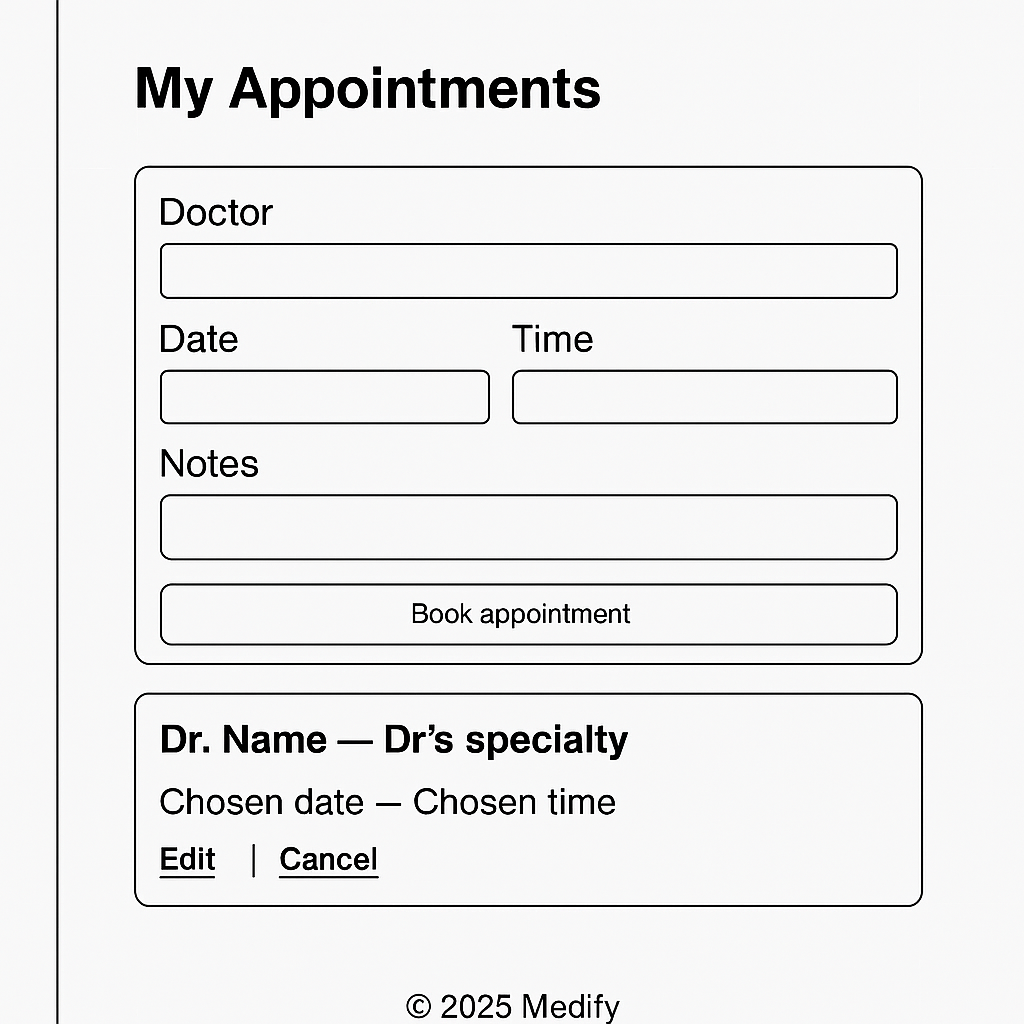 My Appointments
Doctor
Date Time
Notes
Book appointment
Dr. Name — Dr’s specialty
Chosen date — Chosen time
Edit | Cancel
© 2025 Medify